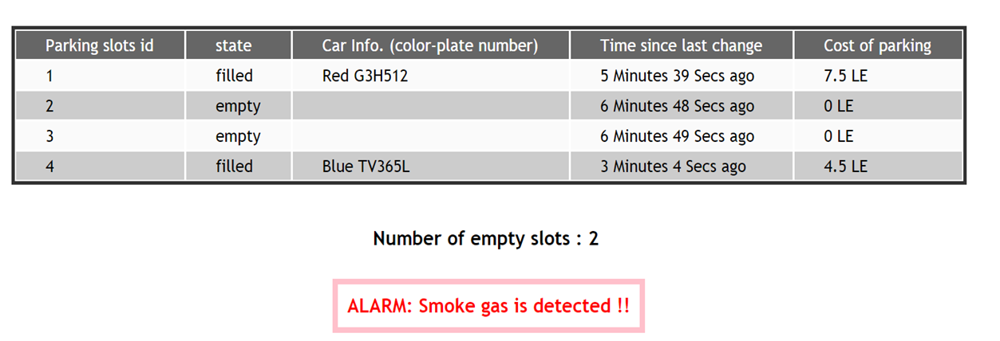 Parking slots id state Car Info. (color-plate number) Time since last change Cost of parking
1 filled Red G3H512 5 Minutes 39 Secs ago 7.5 LE
2 empty 6 Minutes 48 Secs ago 0 LE
3 empty 6 Minutes 49 Secs ago 0 LE
4 filled Blue TV365L 3 Minutes 4 Secs ago 4.5 LE
Number of empty slots : 2
ALARM: Smoke gas is detected !!